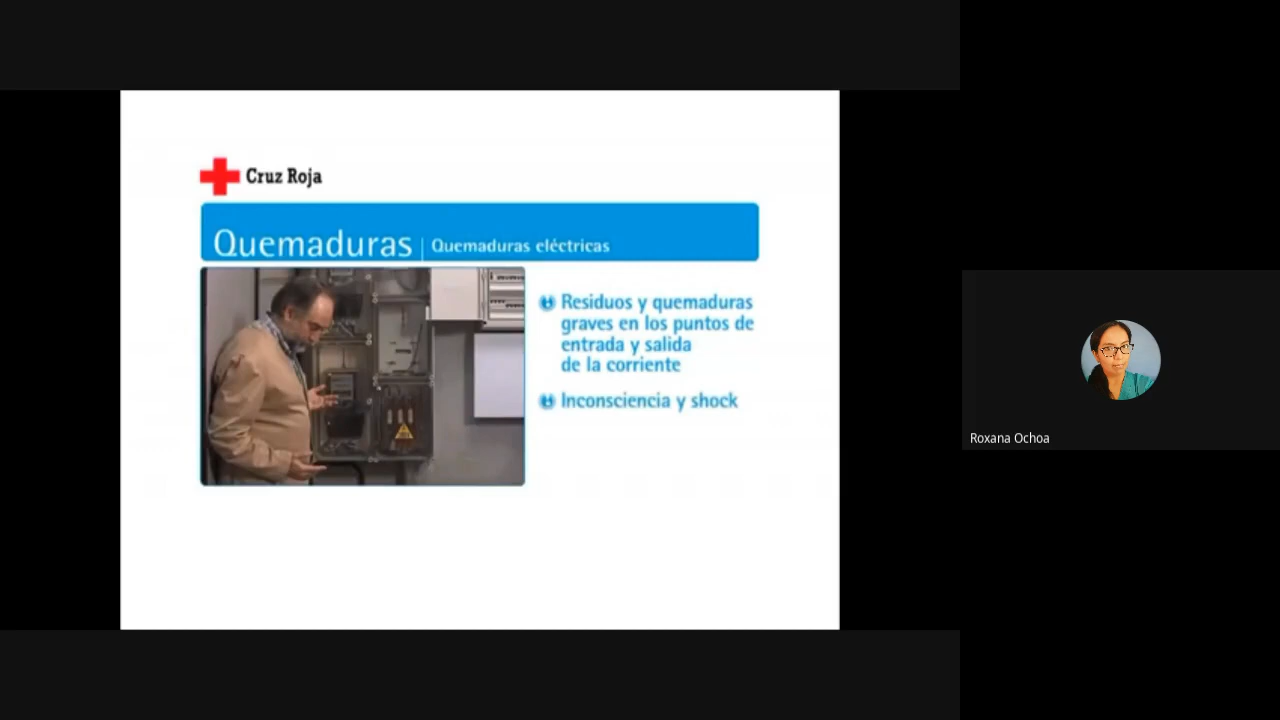 Cruz Roja
Quemaduras | Quemaduras eléctricas
Residuos y quemaduras
graves en los puntos de
entrada y salida
de la corriente
Inconsciencia y shock
Roxana Ochoa